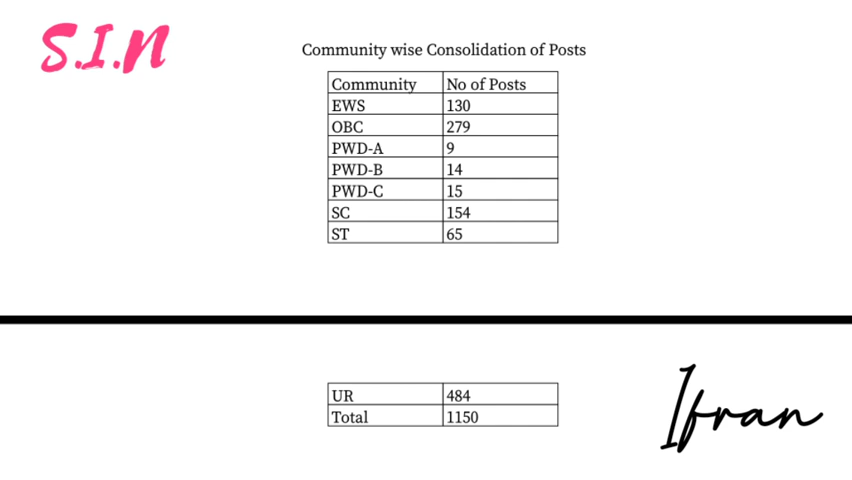 S.I.N
Community wise Consolidation of Posts
Community No of Posts
EWS 130
OBC 279
PWD-A 9
PWD-B 14
PWD-C 15
SC 154
ST 65
UR 484
Total 1150
Ifran